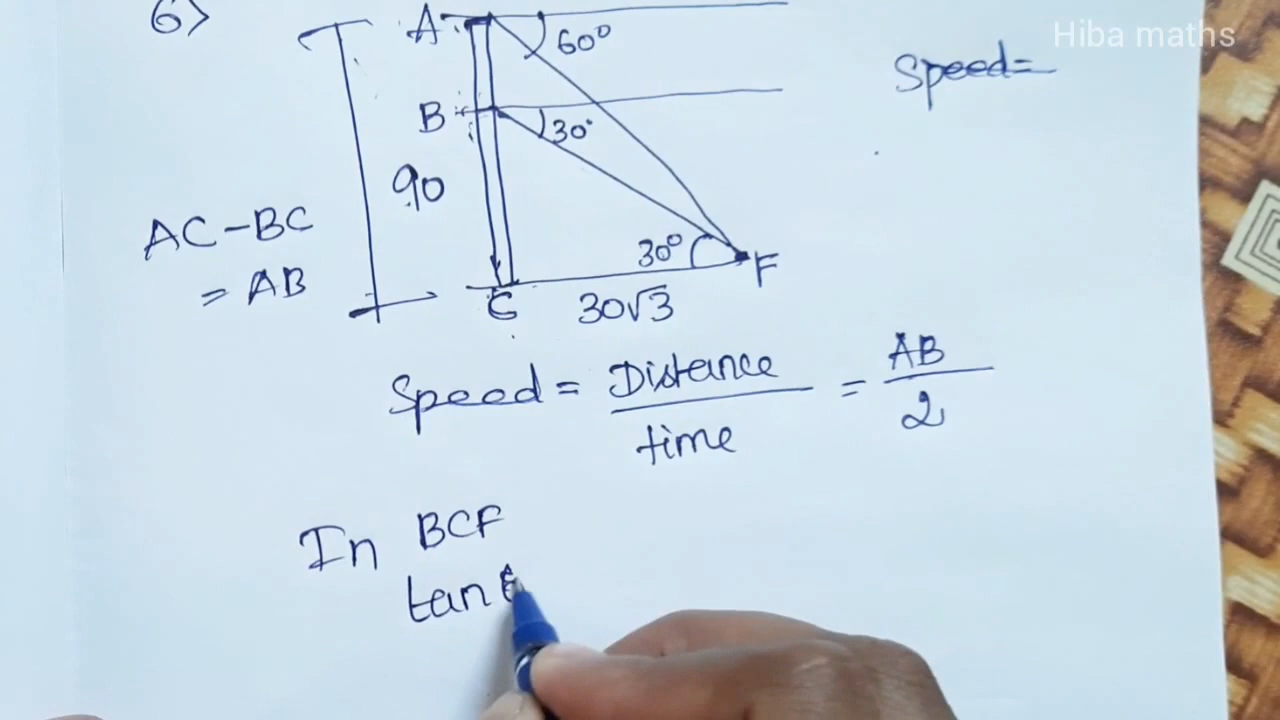 6>
Hiba maths
A
60°
Speed=
B
30°
90
AC-BC
= AB
30°
F
C
30√3
Speed = Distance / time = AB / 2
In BCF
tan